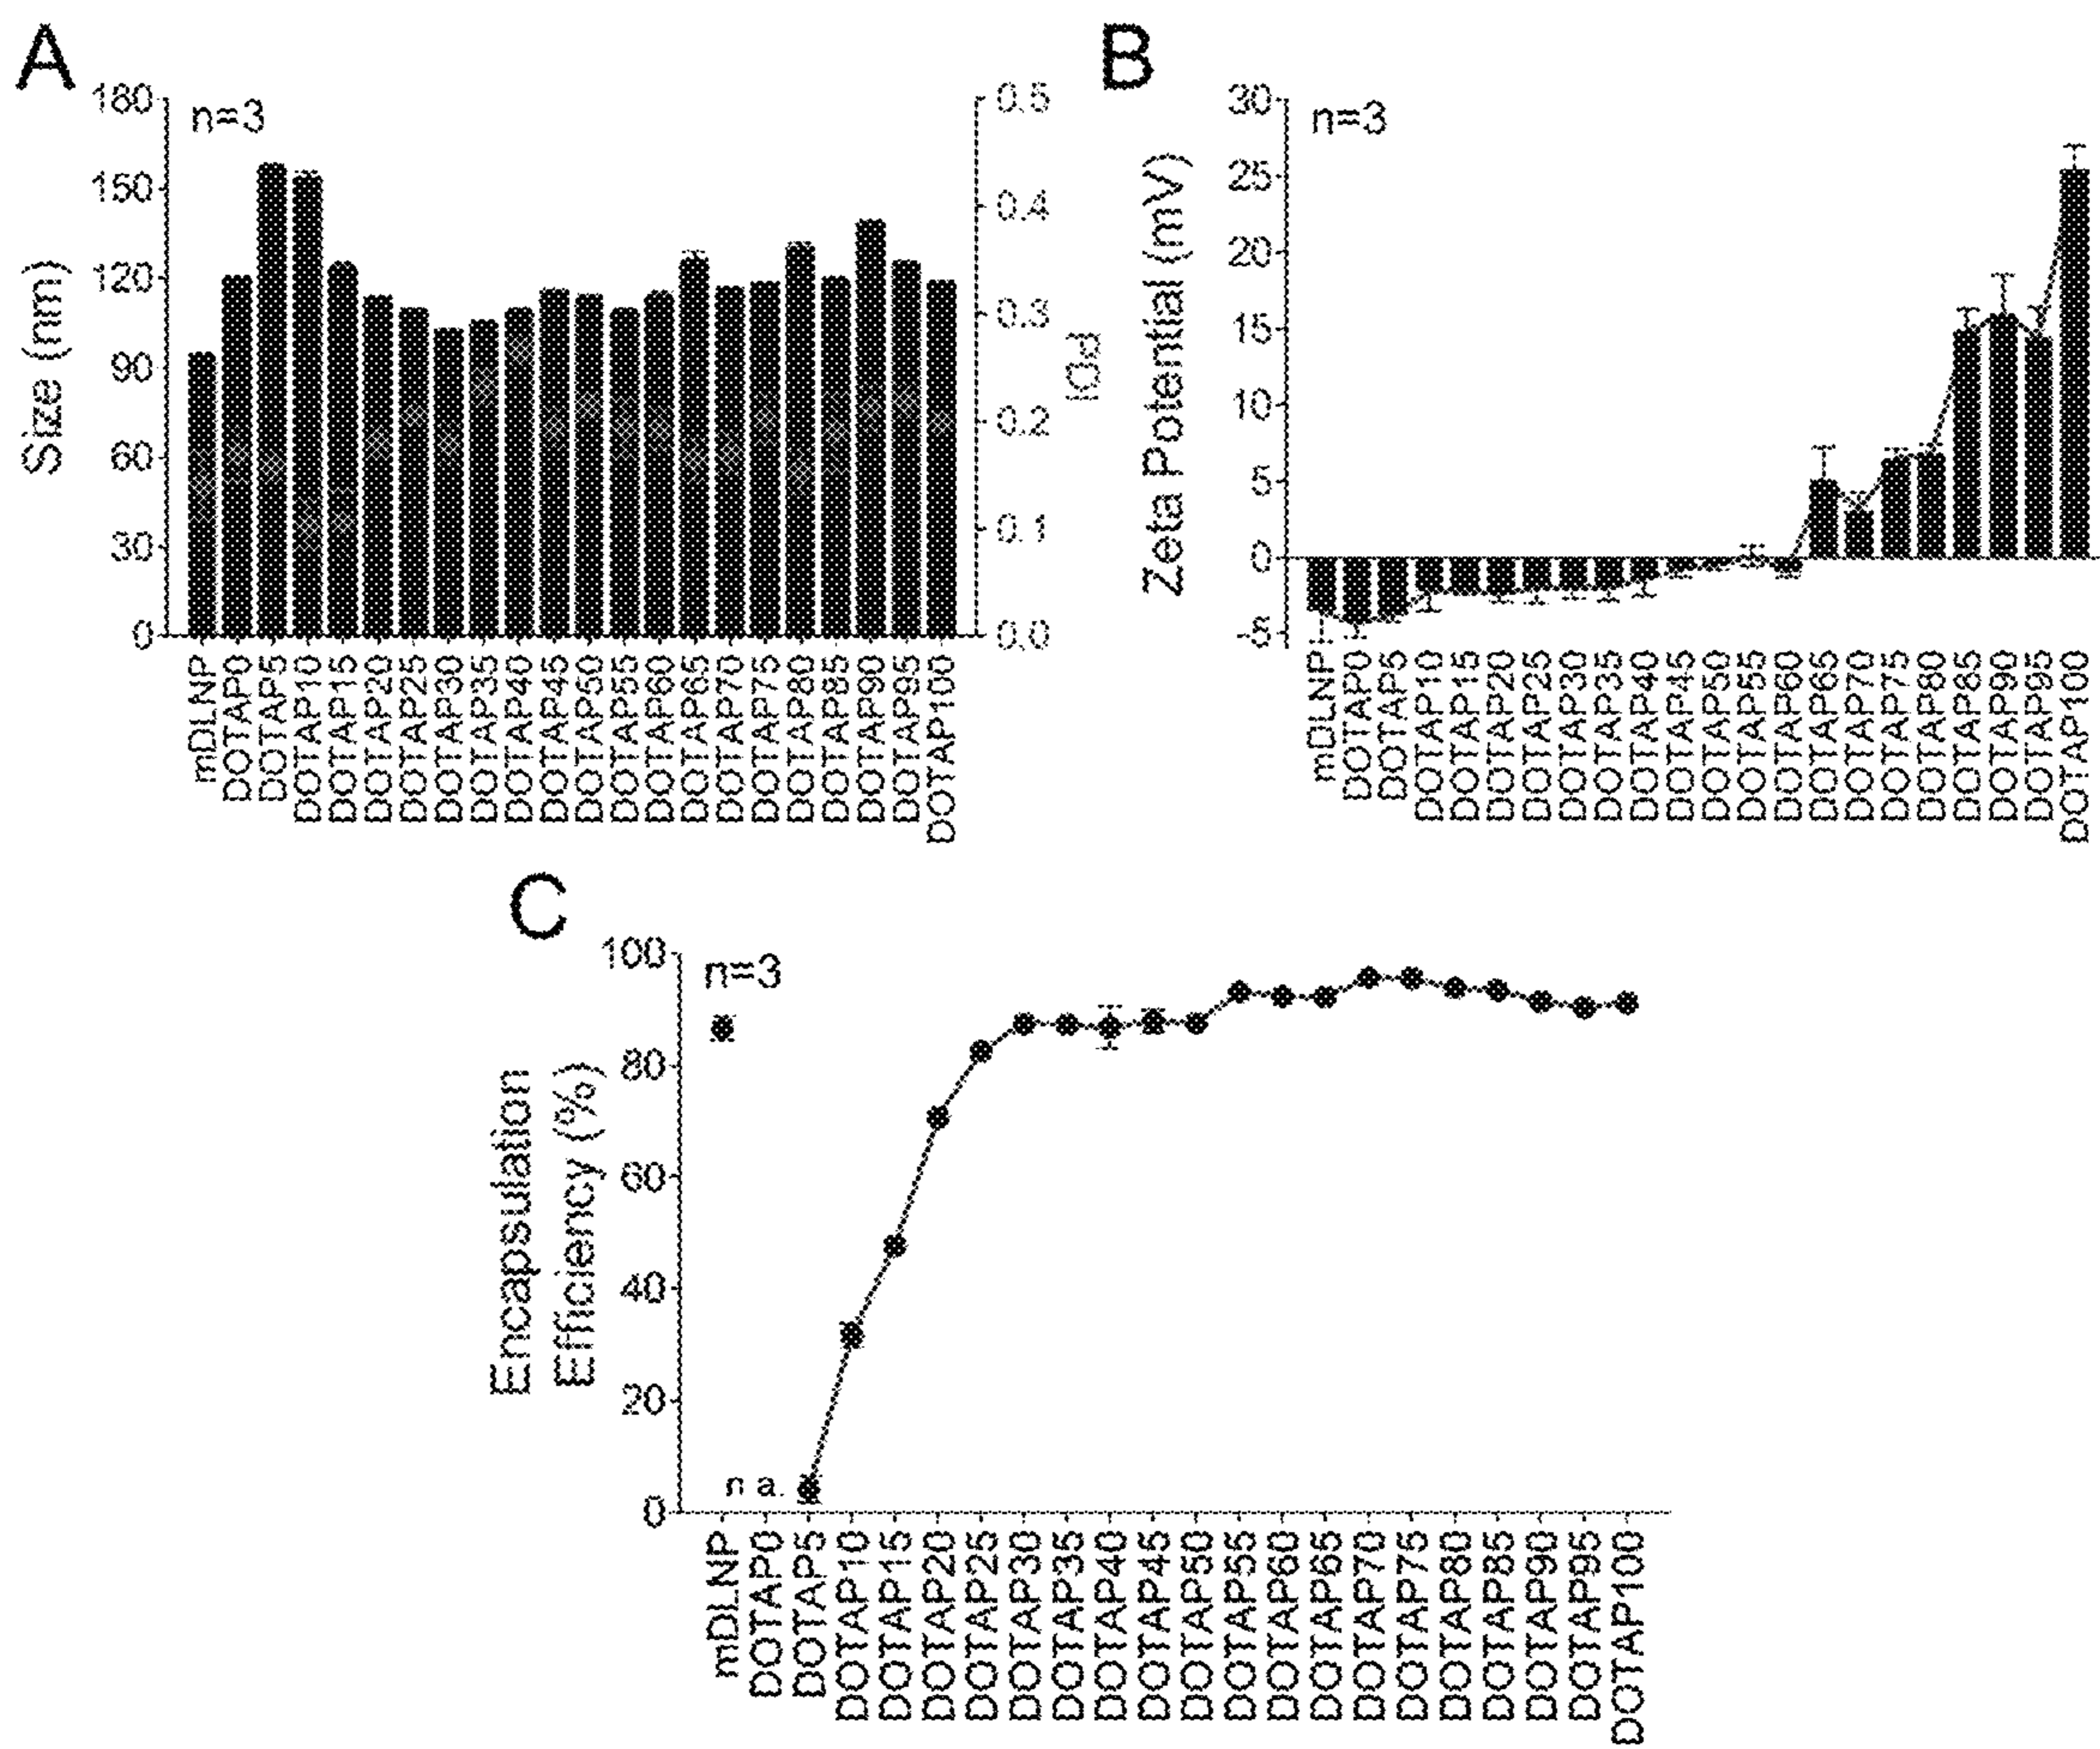 A
n=3
180
150
120
90
60
30
0
Size (nm)
0.5
0.4
0.3
0.2
0.1
0.0
PDI
mDLNP
DOTAP0
DOTAP5
DOTAP10
DOTAP15
DOTAP20
DOTAP25
DOTAP30
DOTAP35
DOTAP40
DOTAP45
DOTAP50
DOTAP55
DOTAP60
DOTAP65
DOTAP70
DOTAP75
DOTAP80
DOTAP85
DOTAP90
DOTAP95
DOTAP100
B
n=3
30
25
20
15
10
5
0
-5
Zeta Potential (mV)
mDLNP
DOTAP0
DOTAP5
DOTAP10
DOTAP15
DOTAP20
DOTAP25
DOTAP30
DOTAP35
DOTAP40
DOTAP45
DOTAP50
DOTAP55
DOTAP60
DOTAP65
DOTAP70
DOTAP75
DOTAP80
DOTAP85
DOTAP90
DOTAP95
DOTAP100
C
n=3
100
80
60
40
20
0
Encapsulation
Efficiency (%)
n a.
mDLNP
DOTAP0
DOTAP5
DOTAP10
DOTAP15
DOTAP20
DOTAP25
DOTAP30
DOTAP35
DOTAP40
DOTAP45
DOTAP50
DOTAP55
DOTAP60
DOTAP65
DOTAP70
DOTAP75
DOTAP80
DOTAP85
DOTAP90
DOTAP95
DOTAP100